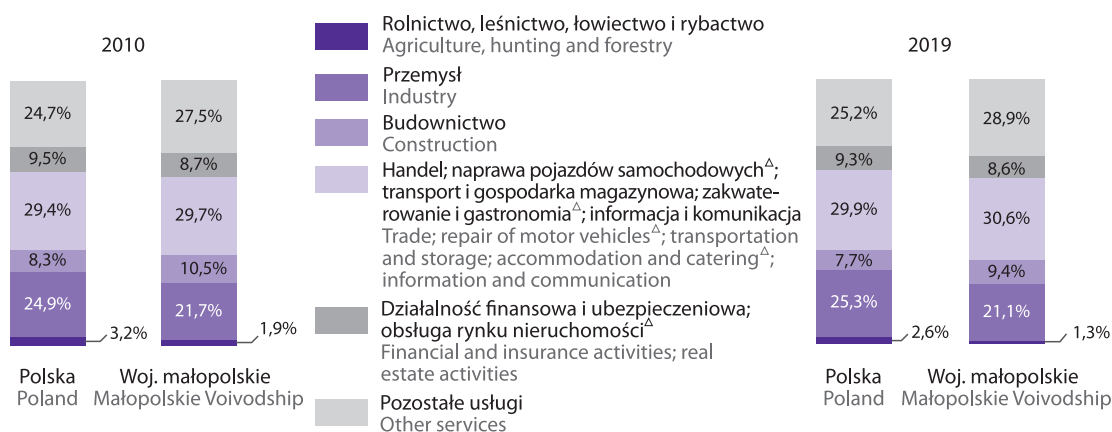 2010
24,7%
9,5%
29,4%
8,3%
24,9%
3,2%
Polska
Poland
27,5%
8,7%
29,7%
10,5%
21,7%
1,9%
Woj. małopolskie
Małopolskie Voivodship
Rolnictwo, leśnictwo, łowiectwo i rybactwo
Agriculture, hunting and forestry
Przemysł
Industry
Budownictwo
Construction
Handel; naprawa pojazdów samochodowych△;
transport i gospodarka magazynowa; zakwate-
rowanie i gastronomia△; informacja i komunikacja
Trade; repair of motor vehicles△; transportation
and storage; accommodation and catering△;
information and communication
Działalność finansowa i ubezpieczeniowa;
obsługa rynku nieruchomości△
Financial and insurance activities; real
estate activities
Pozostałe usługi
Other services
2019
25,2%
9,3%
29,9%
7,7%
25,3%
2,6%
Polska
Poland
28,9%
8,6%
30,6%
9,4%
21,1%
1,3%
Woj. małopolskie
Małopolskie Voivodship